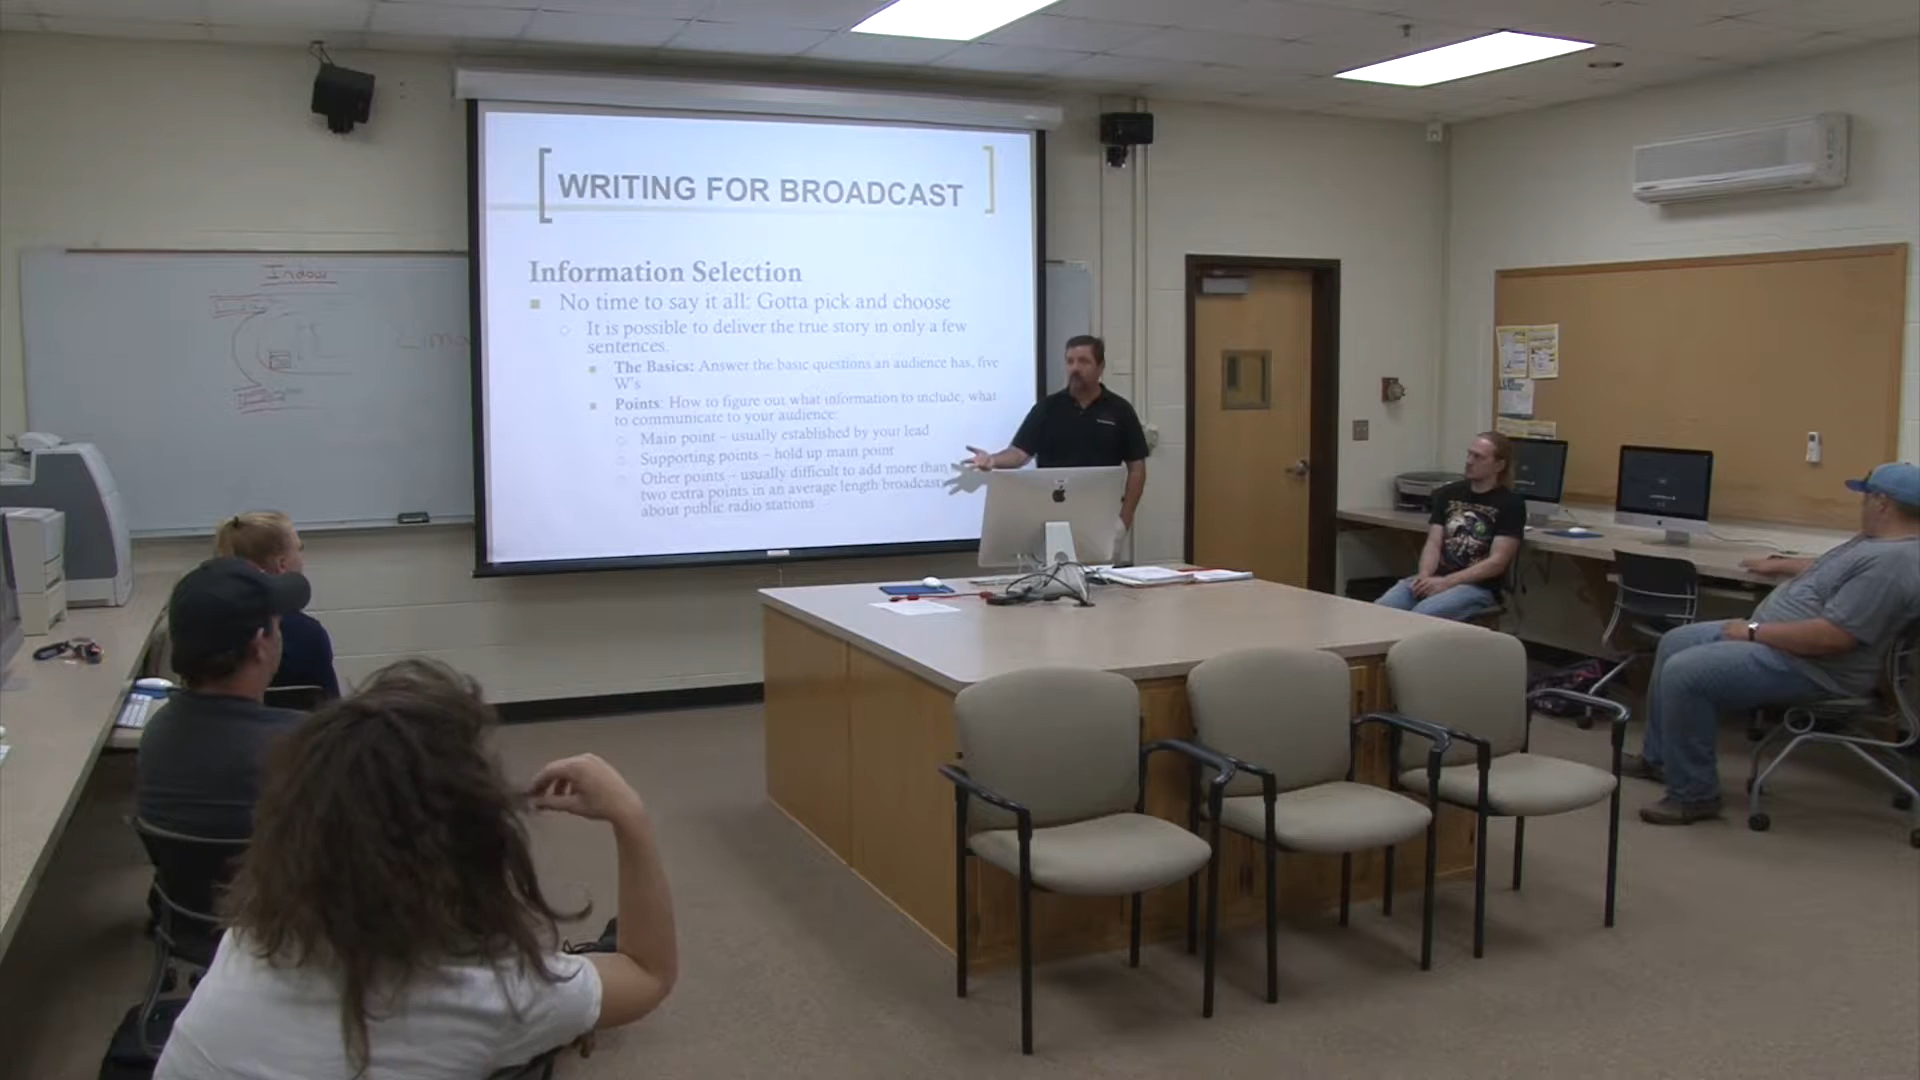 WRITING FOR BROADCAST
Information Selection
No time to say it all: Gotta pick and choose
It is possible to deliver the true story in only a few
sentences.
The Basics: Answer the basic questions an audience has, five
W's
Points: How to figure out what information to include, what
to communicate to your audience:
Main point – usually established by your lead
Supporting points – hold up main point
Other points – usually difficult to add more than
two extra points in an average length broadcast
about public radio stations
Indoor